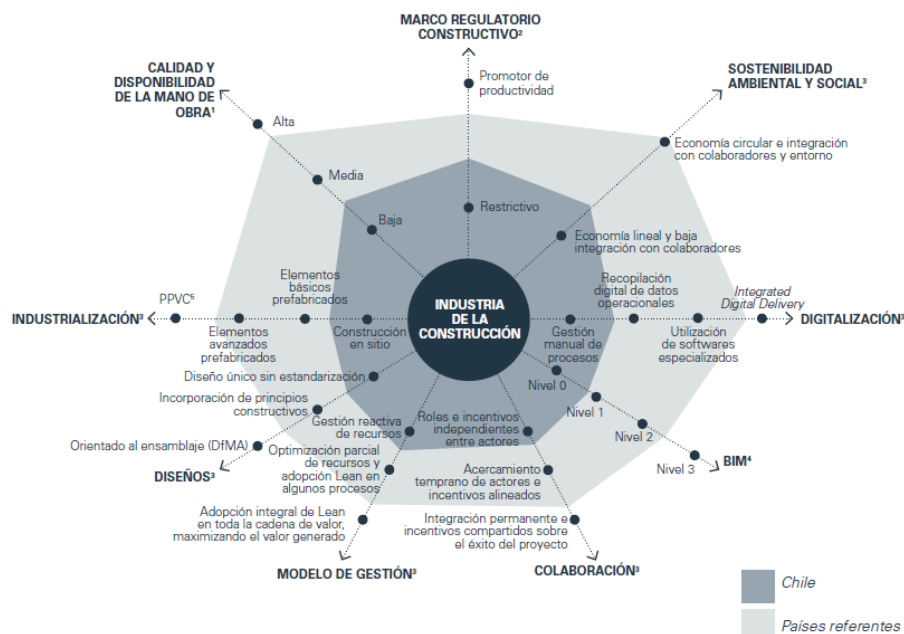 MARCO REGULATORIO
CONSTRUCTIVO²
Promotor de
productividad
Restrictivo
CALIDAD Y
DISPONIBILIDAD
DE LA MANO DE
OBRA¹
Alta
Media
Baja
SOSTENIBILIDAD
AMBIENTAL Y SOCIAL³
Economía circular e integración
con colaboradores y entorno
Economía lineal y baja
integración con colaboradores
INDUSTRIALIZACIÓN³
PPVC⁵
Elementos
avanzados
prefabricados
Elementos
básicos
prefabricados
Construcción
en sitio
INDUSTRIA
DE LA
CONSTRUCCIÓN
Gestión
manual de
procesos
Recopilación
digital de datos
operacionales
Utilización
de softwares
especializados
Integrated
Digital Delivery
DIGITALIZACIÓN³
Diseño único sin estandarización
Incorporación de principios
constructivos
Orientado al ensamblaje (DfMA)
DISEÑOS³
Nivel 0
Nivel 1
Nivel 2
Nivel 3
BIM⁴
Gestión reactiva
de recursos
Optimización parcial
de recursos y
adopción Lean en
algunos procesos
Adopción integral de Lean
en toda la cadena de valor,
maximizando el valor generado
MODELO DE GESTIÓN³
Roles e incentivos
independientes
entre actores
Acercamiento
temprano de actores
e incentivos alineados
Integración permanente e
incentivos compartidos sobre
el éxito del proyecto
COLABORACIÓN³
Chile
Países referentes